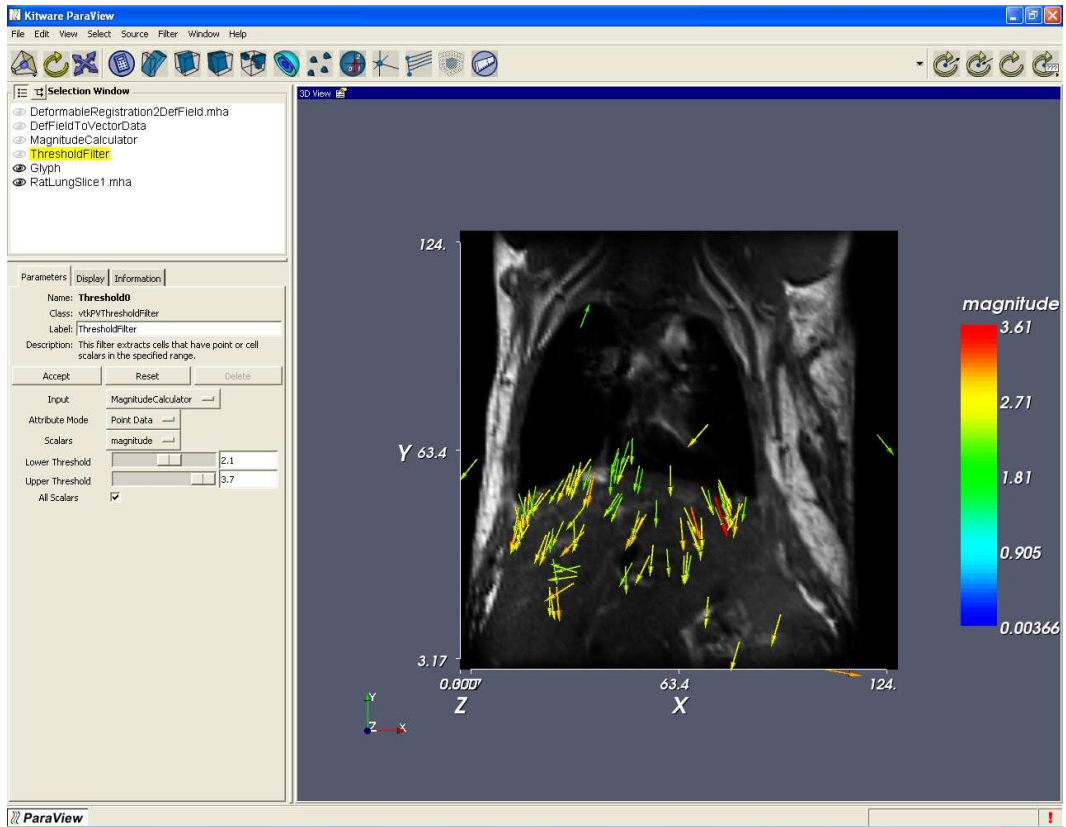 Kitware ParaView
File Edit View Select Source Filter Window Help
Selection Window
DeformableRegistration2DefField.mha
DefFieldToVectorData
MagnitudeCalculator
ThresholdFilter
Glyph
RatLungSlice1.mha
Parameters Display Information
Name: Threshold0
Class: vtkPVThresholdFilter
Label: ThresholdFilter
Description: This filter extracts cells that have point or cell
scalars in the specified range.
Accept Reset Delete
Input MagnitudeCalculator
Attribute Mode Point Data
Scalars magnitude
Lower Threshold 2.1
Upper Threshold 3.7
All Scalars
3D View
124.
Y 63.4
3.17
63.4 124.
Z X
Y
Z X
magnitude
3.61
2.71
1.81
0.905
0.00366
ParaView
!